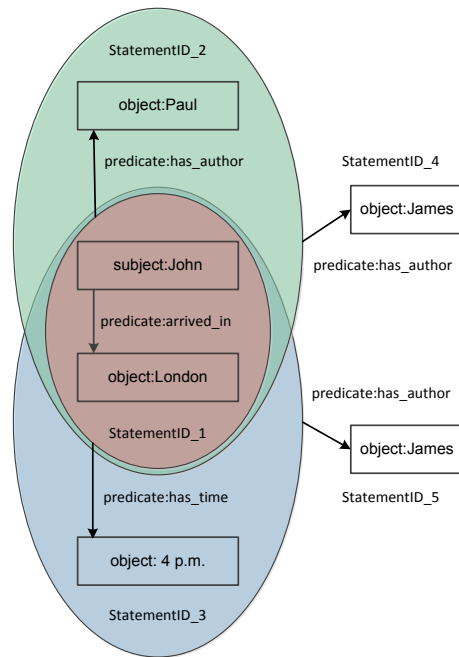 StatementID_2
object:Paul
predicate:has_author
StatementID_4
object:James
predicate:has_author
subject:John
predicate:arrived_in
object:London
StatementID_1
predicate:has_author
object:James
StatementID_5
predicate:has_time
object: 4 p.m.
StatementID_3